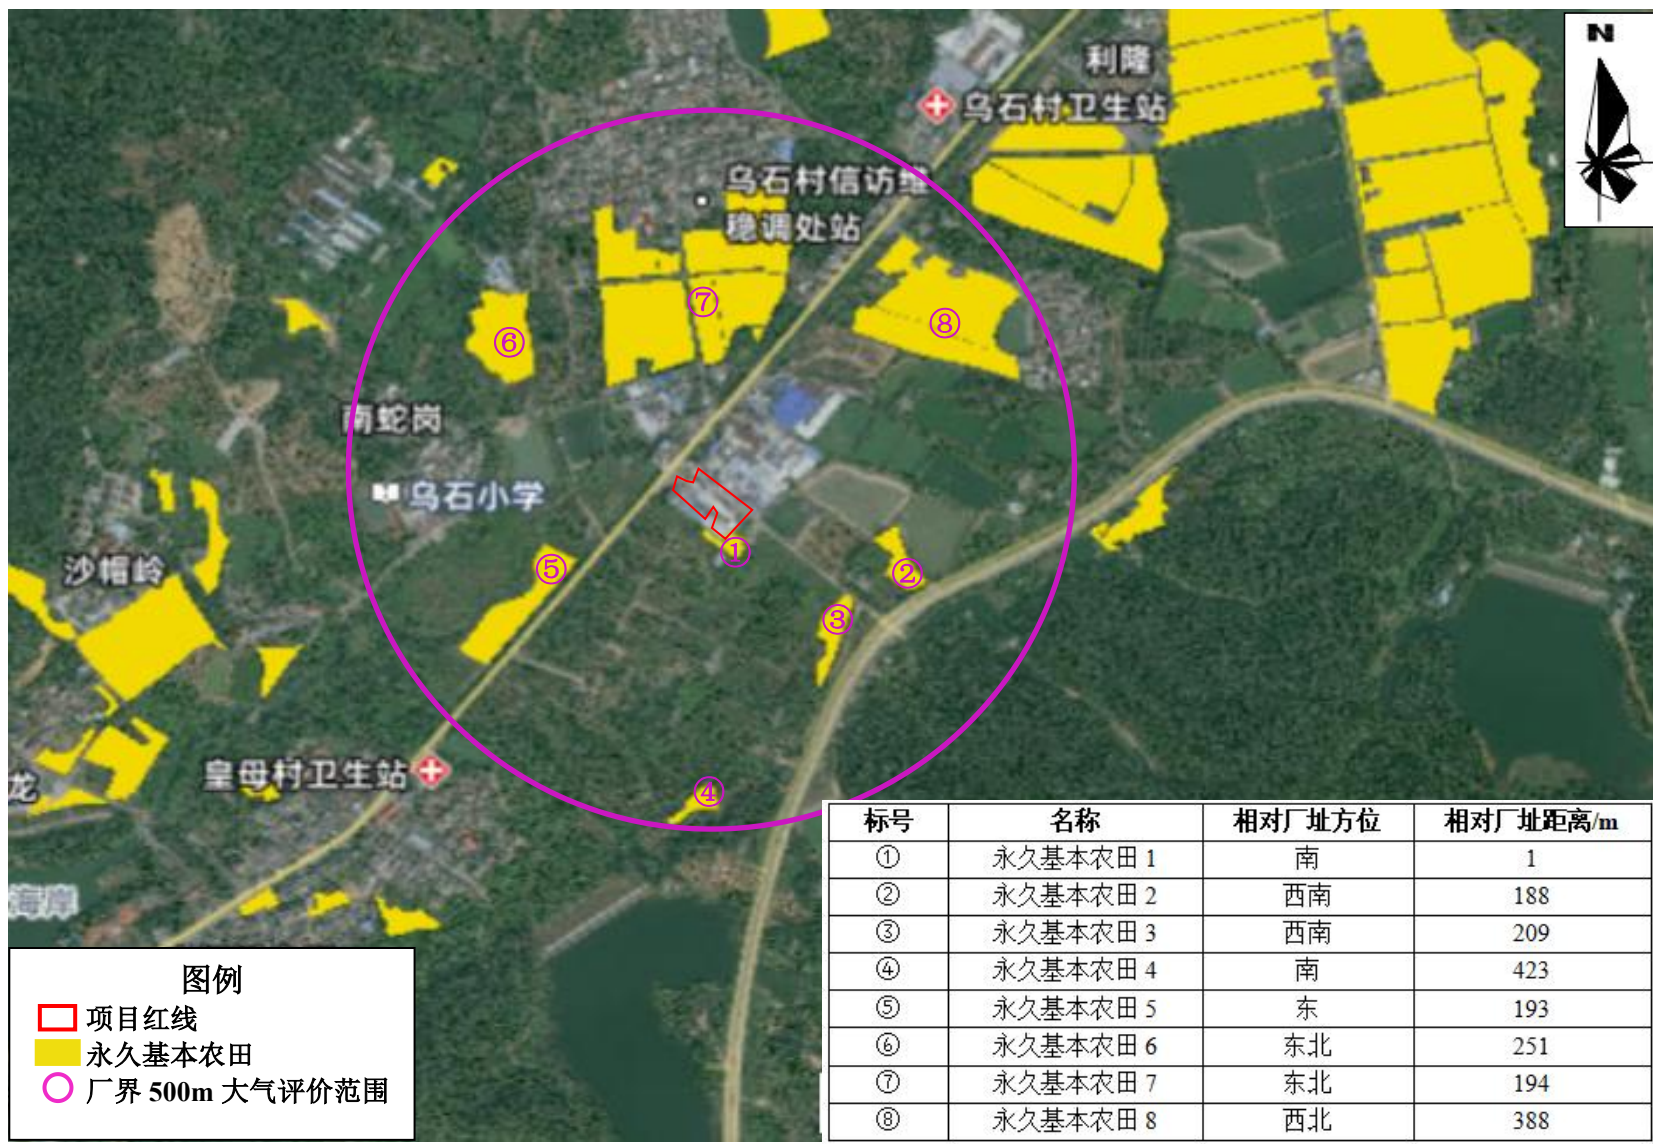 N
利隆
乌石村卫生站
乌石村信访维
稳调处站
⑦
⑧
⑥
南蛇岗
乌石小学
①
⑤
②
沙帽岭
③
皇母村卫生站
龙
④
海岸
图例
项目红线
永久基本农田
厂界 500m 大气评价范围
标号 名称 相对厂址方位 相对厂址距离/m
① 永久基本农田 1 南 1
② 永久基本农田 2 西南 188
③ 永久基本农田 3 西南 209
④ 永久基本农田 4 南 423
⑤ 永久基本农田 5 东 193
⑥ 永久基本农田 6 东北 251
⑦ 永久基本农田 7 东北 194
⑧ 永久基本农田 8 西北 388